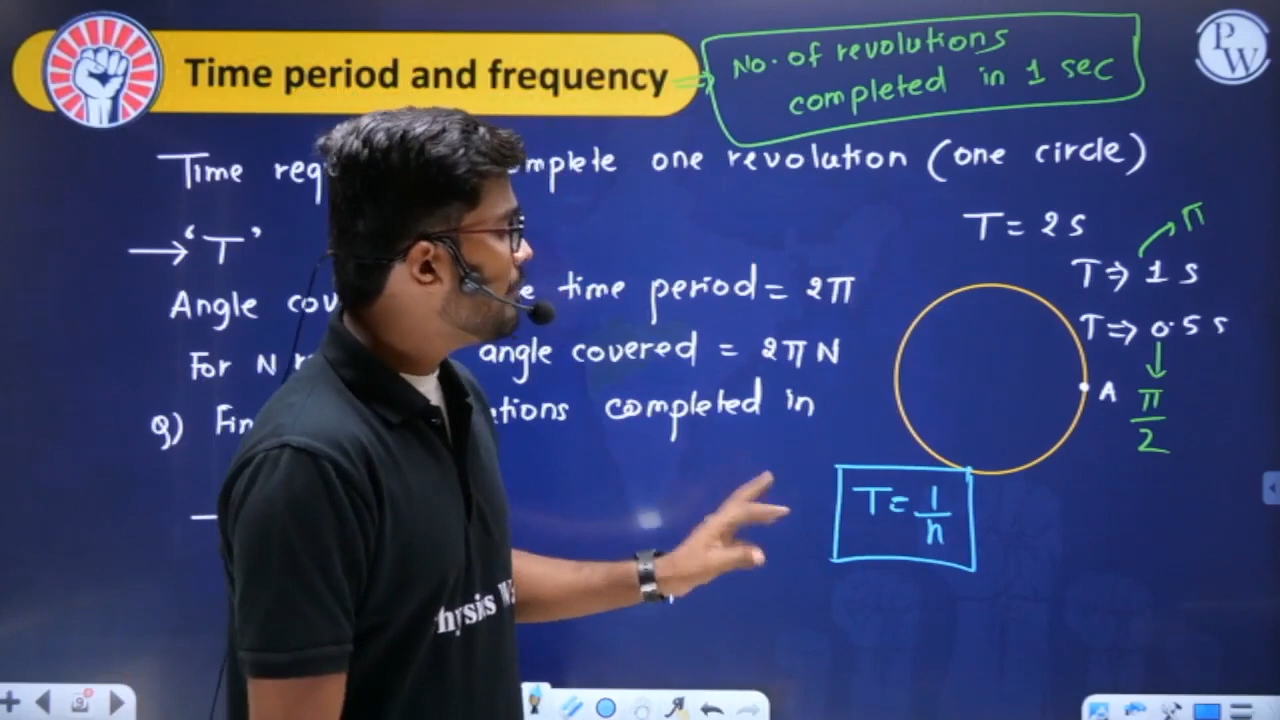 Time period and frequency ⇒ No. of revolutions
completed in 1 sec
PW
Time req mplete one revolution (one circle)
→ 'T'
T = 2 s
π
T ⇒ 1 s
Angle cov e time period = 2π
T ⇒ 0.5 s
For N r angle covered = 2πN
A
π/2
Q) Fin tions completed in
T = 1/n
hysics W